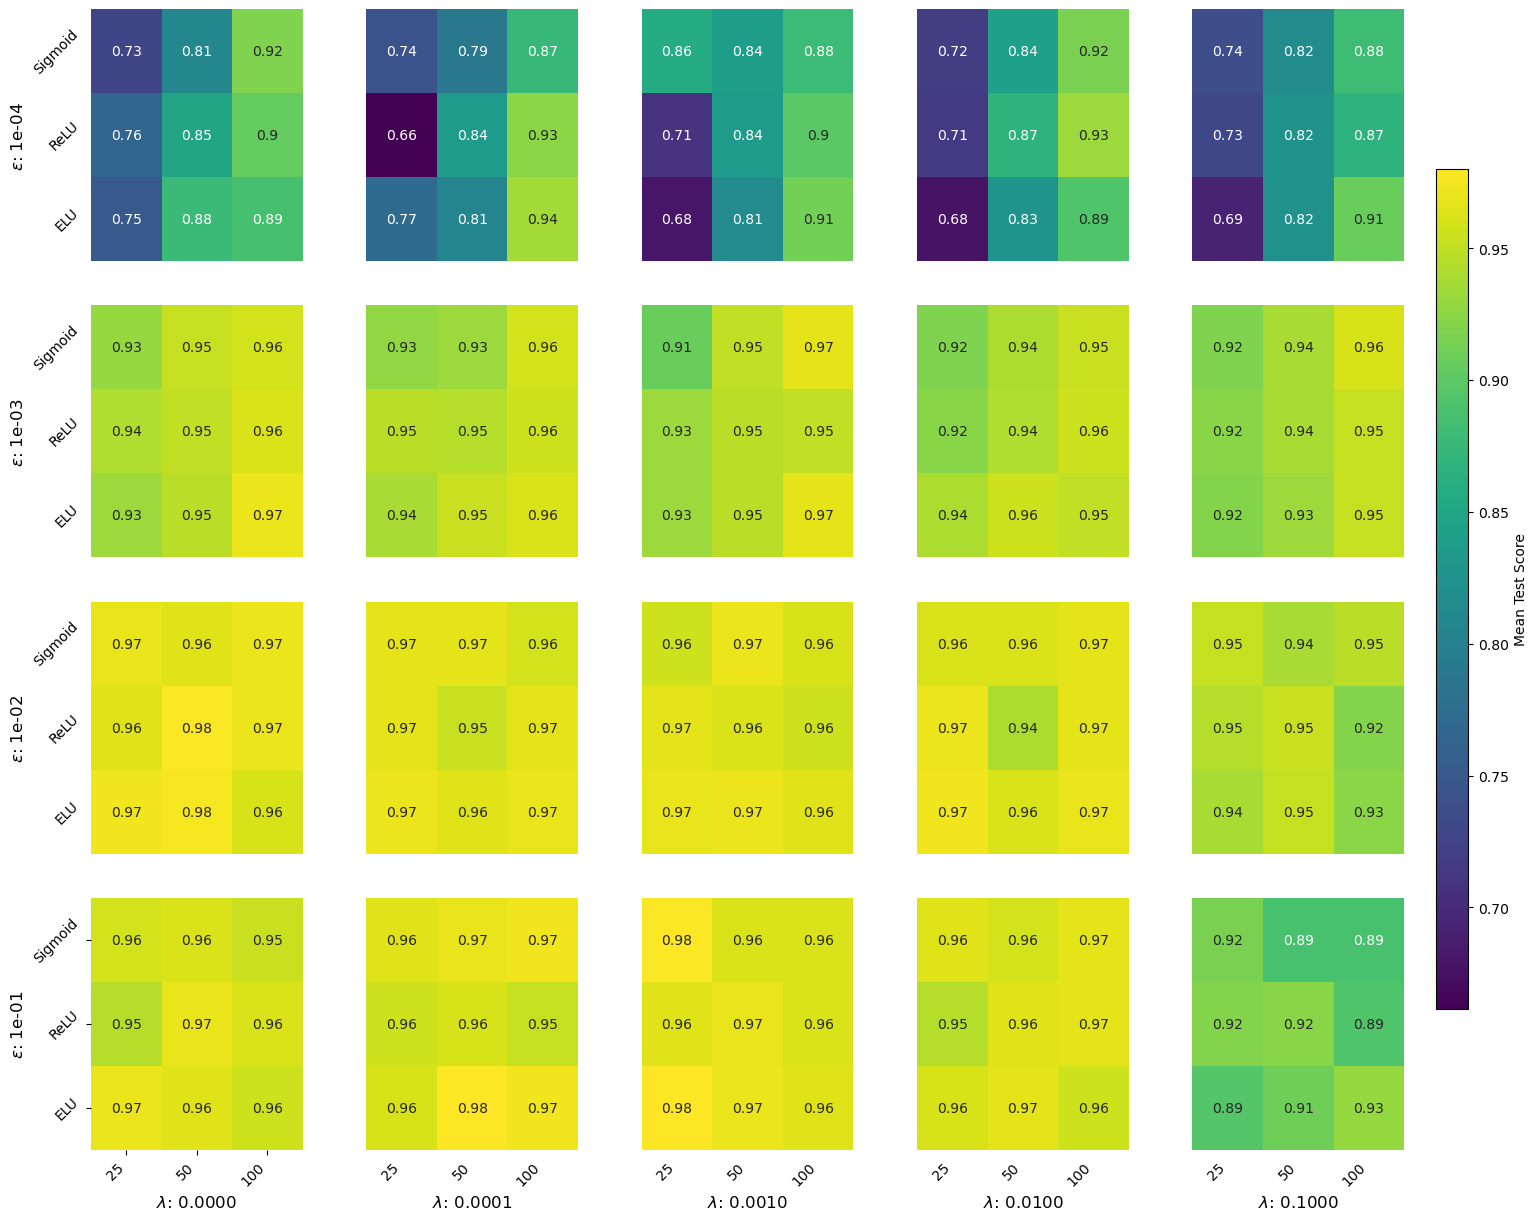 ε: 1e-04
Sigmoid 0.73 0.81 0.92 0.74 0.79 0.87 0.86 0.84 0.88 0.72 0.84 0.92 0.74 0.82 0.88
ReLU 0.76 0.85 0.9 0.66 0.84 0.93 0.71 0.84 0.9 0.71 0.87 0.93 0.73 0.82 0.87
ELU 0.75 0.88 0.89 0.77 0.81 0.94 0.68 0.81 0.91 0.68 0.83 0.89 0.69 0.82 0.91
ε: 1e-03
Sigmoid 0.93 0.95 0.96 0.93 0.93 0.96 0.91 0.95 0.97 0.92 0.94 0.95 0.92 0.94 0.96
ReLU 0.94 0.95 0.96 0.95 0.95 0.96 0.93 0.95 0.95 0.92 0.94 0.96 0.92 0.94 0.95
ELU 0.93 0.95 0.97 0.94 0.95 0.96 0.93 0.95 0.97 0.94 0.96 0.95 0.92 0.93 0.95
ε: 1e-02
Sigmoid 0.97 0.96 0.97 0.97 0.97 0.96 0.96 0.97 0.96 0.96 0.96 0.97 0.95 0.94 0.95
ReLU 0.96 0.98 0.97 0.97 0.95 0.97 0.97 0.96 0.96 0.97 0.94 0.97 0.95 0.95 0.92
ELU 0.97 0.98 0.96 0.97 0.96 0.97 0.97 0.97 0.96 0.97 0.96 0.97 0.94 0.95 0.93
ε: 1e-01
Sigmoid 0.96 0.96 0.95 0.96 0.97 0.97 0.98 0.96 0.96 0.96 0.96 0.97 0.92 0.89 0.89
ReLU 0.95 0.97 0.96 0.96 0.96 0.95 0.96 0.97 0.96 0.95 0.96 0.97 0.92 0.92 0.89
ELU 0.97 0.96 0.96 0.96 0.98 0.97 0.98 0.97 0.96 0.96 0.97 0.96 0.89 0.91 0.93
25 50 100 25 50 100 25 50 100 25 50 100 25 50 100
λ: 0.0000 λ: 0.0001 λ: 0.0010 λ: 0.0100 λ: 0.1000
0.95
0.90
0.85
0.80
0.75
0.70
Mean Test Score